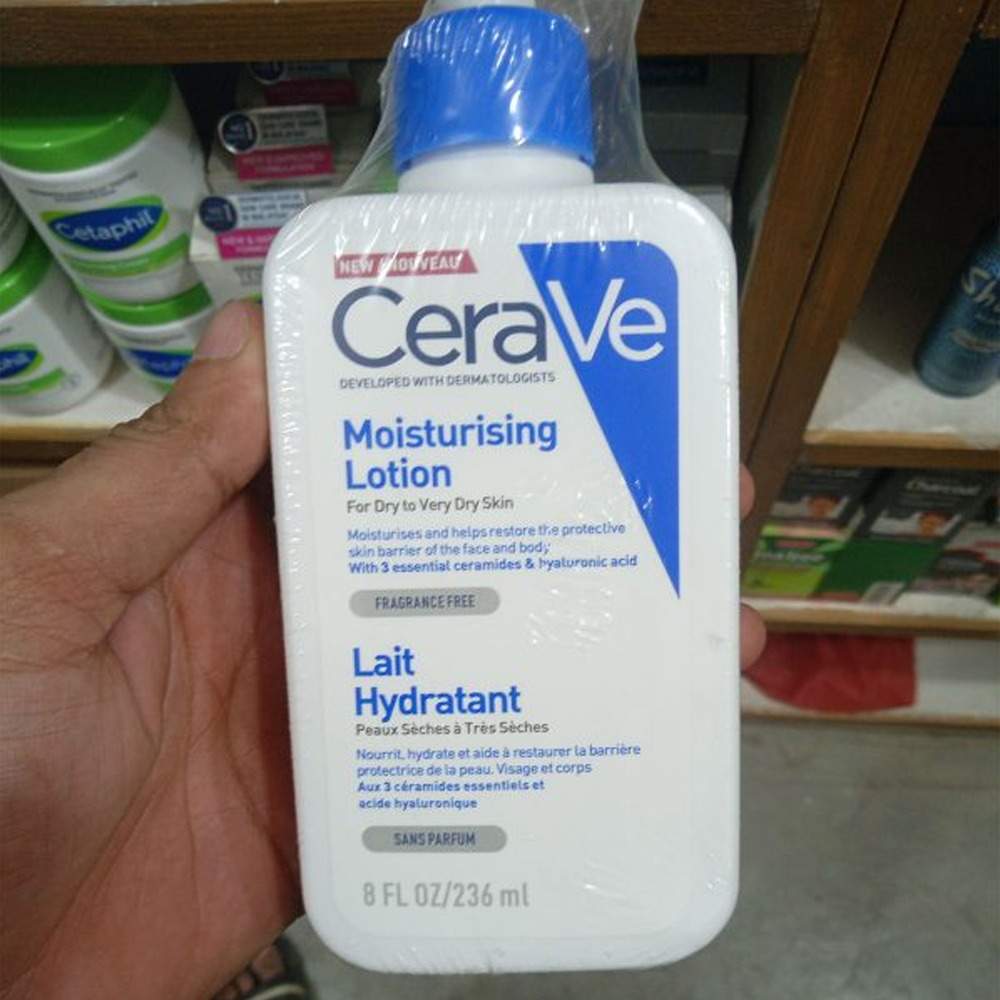 NEW / NOUVEAU
CeraVe
DEVELOPED WITH DERMATOLOGISTS
Moisturising
Lotion
For Dry to Very Dry Skin
Moisturises and helps restore the protective
skin barrier of the face and body
With 3 essential ceramides & hyaluronic acid
FRAGRANCE FREE
Lait
Hydratant
Peaux Sèches à Très Sèches
Nourrit, hydrate et aide à restaurer la barrière
protectrice de la peau. Visage et corps
Aux 3 céramides essentiels et
acide hyaluronique
SANS PARFUM
8 FL OZ/236 ml
Cetaphil
Charcoal